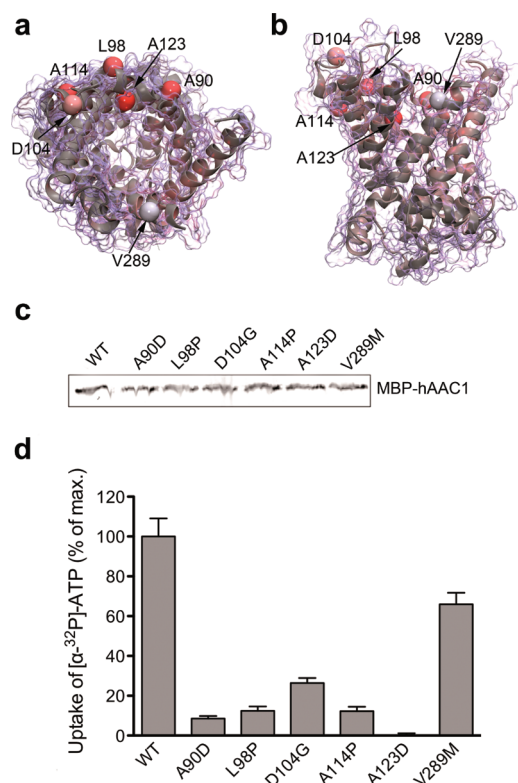 a
L98
A123
A114
A90
D104
V289
b
D104
L98
V289
A90
A114
A123
c
WT
A90D
L98P
D104G
A114P
A123D
V289M
MBP-hAAC1
d
Uptake of [α-³²P]-ATP (% of max.)
120
100
80
60
40
20
0
WT
A90D
L98P
D104G
A114P
A123D
V289M